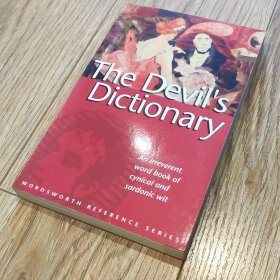 The Devil's
Dictionary
An irreverent
word book of
cynical and
sardonic wit
WORDSWORTH REFERENCE SERIES